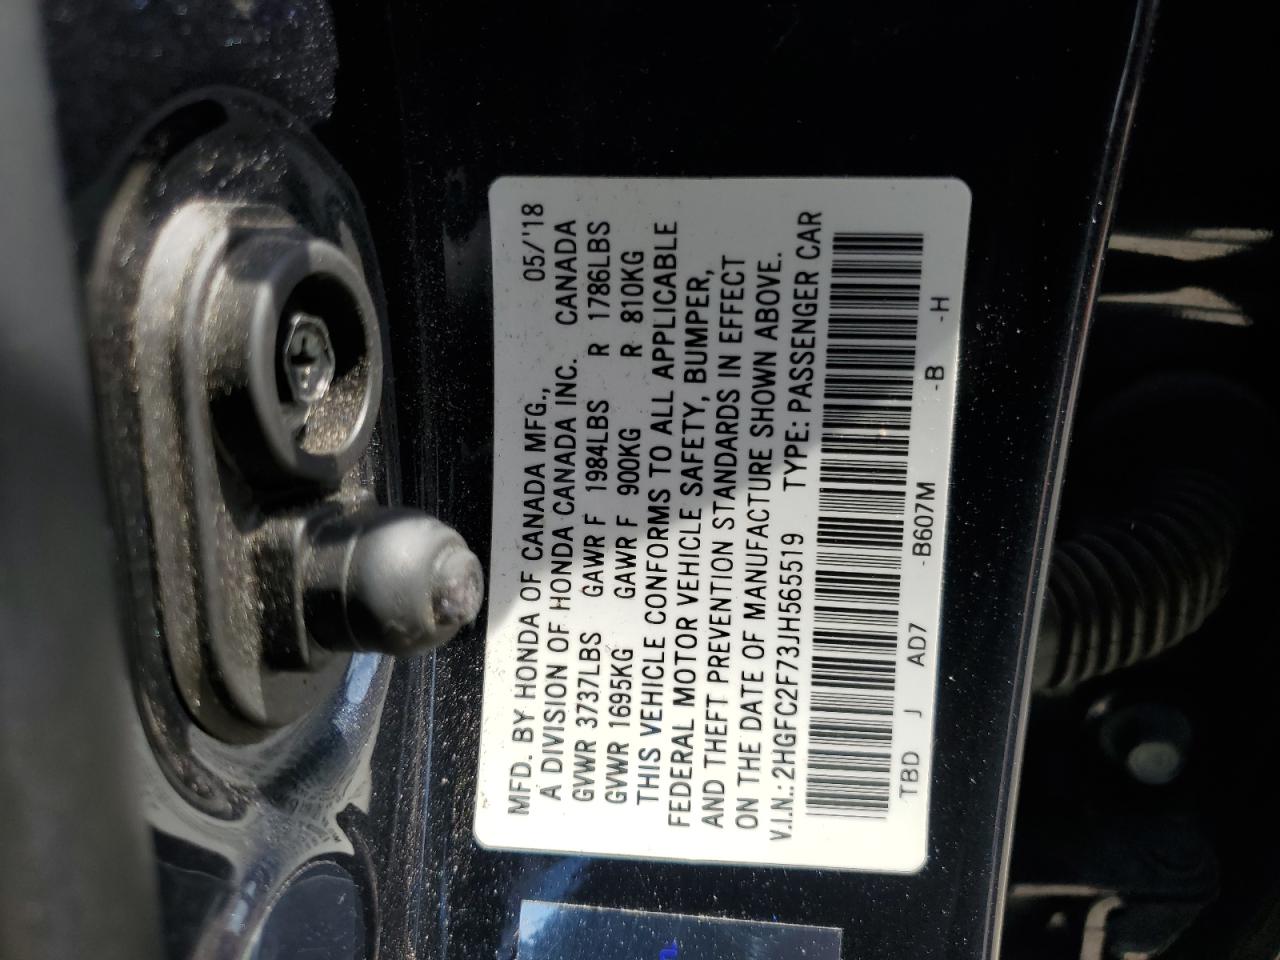 MFD. BY HONDA OF CANADA MFG., 05/'18
A DIVISION OF HONDA CANADA INC. CANADA
GVWR 3737LBS GAWR F 1984LBS R 1786LBS
GVWR 1695KG GAWR F 900KG R 810KG
THIS VEHICLE CONFORMS TO ALL APPLICABLE
FEDERAL MOTOR VEHICLE SAFETY, BUMPER,
AND THEFT PREVENTION STANDARDS IN EFFECT
ON THE DATE OF MANUFACTURE SHOWN ABOVE.
V.I.N.: 2HGFC2F73JH565519 TYPE: PASSENGER CAR
TBD J AD7 -B607M -B -H